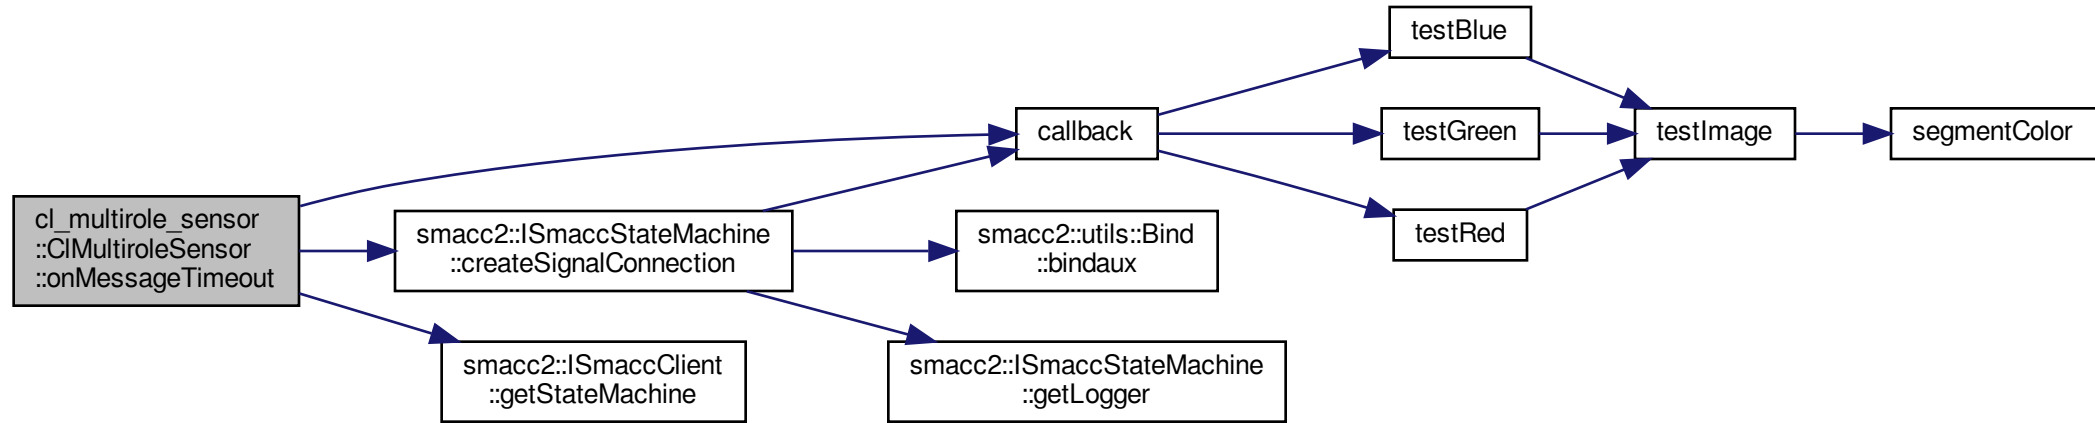 cl_multirole_sensor
::ClMultiroleSensor
::onMessageTimeout
smacc2::ISmaccStateMachine
::createSignalConnection
smacc2::ISmaccClient
::getStateMachine
callback
smacc2::utils::Bind
::bindaux
smacc2::ISmaccStateMachine
::getLogger
testBlue
testGreen
testRed
testImage
segmentColor